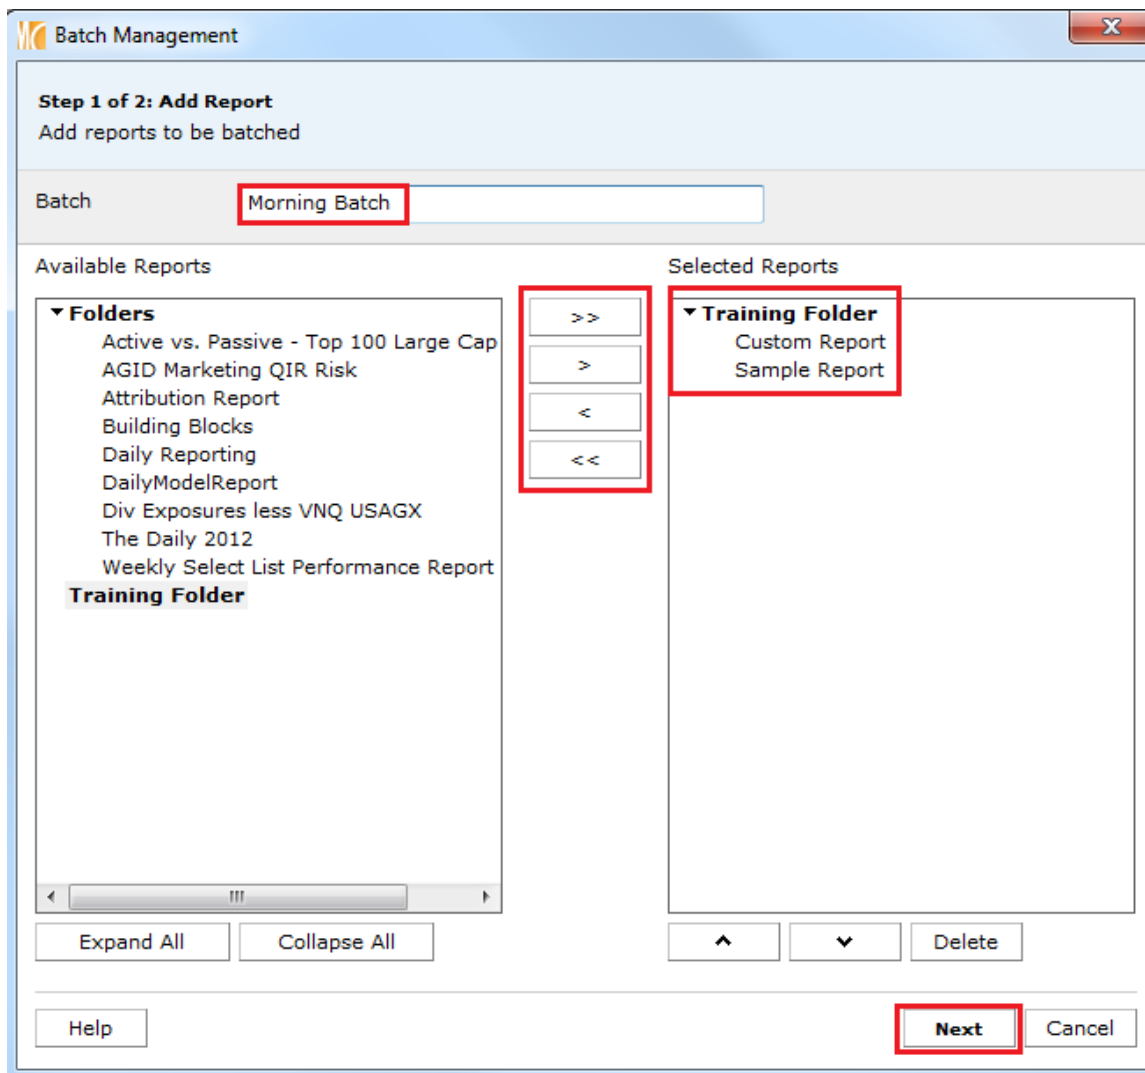 Batch Management
X
Step 1 of 2: Add Report
Add reports to be batched
Batch
Morning Batch
Available Reports
Selected Reports
Folders
Active vs. Passive - Top 100 Large Cap
AGID Marketing QIR Risk
Attribution Report
Building Blocks
Daily Reporting
DailyModelReport
Div Exposures less VNQ USAGX
The Daily 2012
Weekly Select List Performance Report
Training Folder
>>
>
<
<<
Training Folder
Custom Report
Sample Report
Expand All
Collapse All
Delete
Help
Next
Cancel